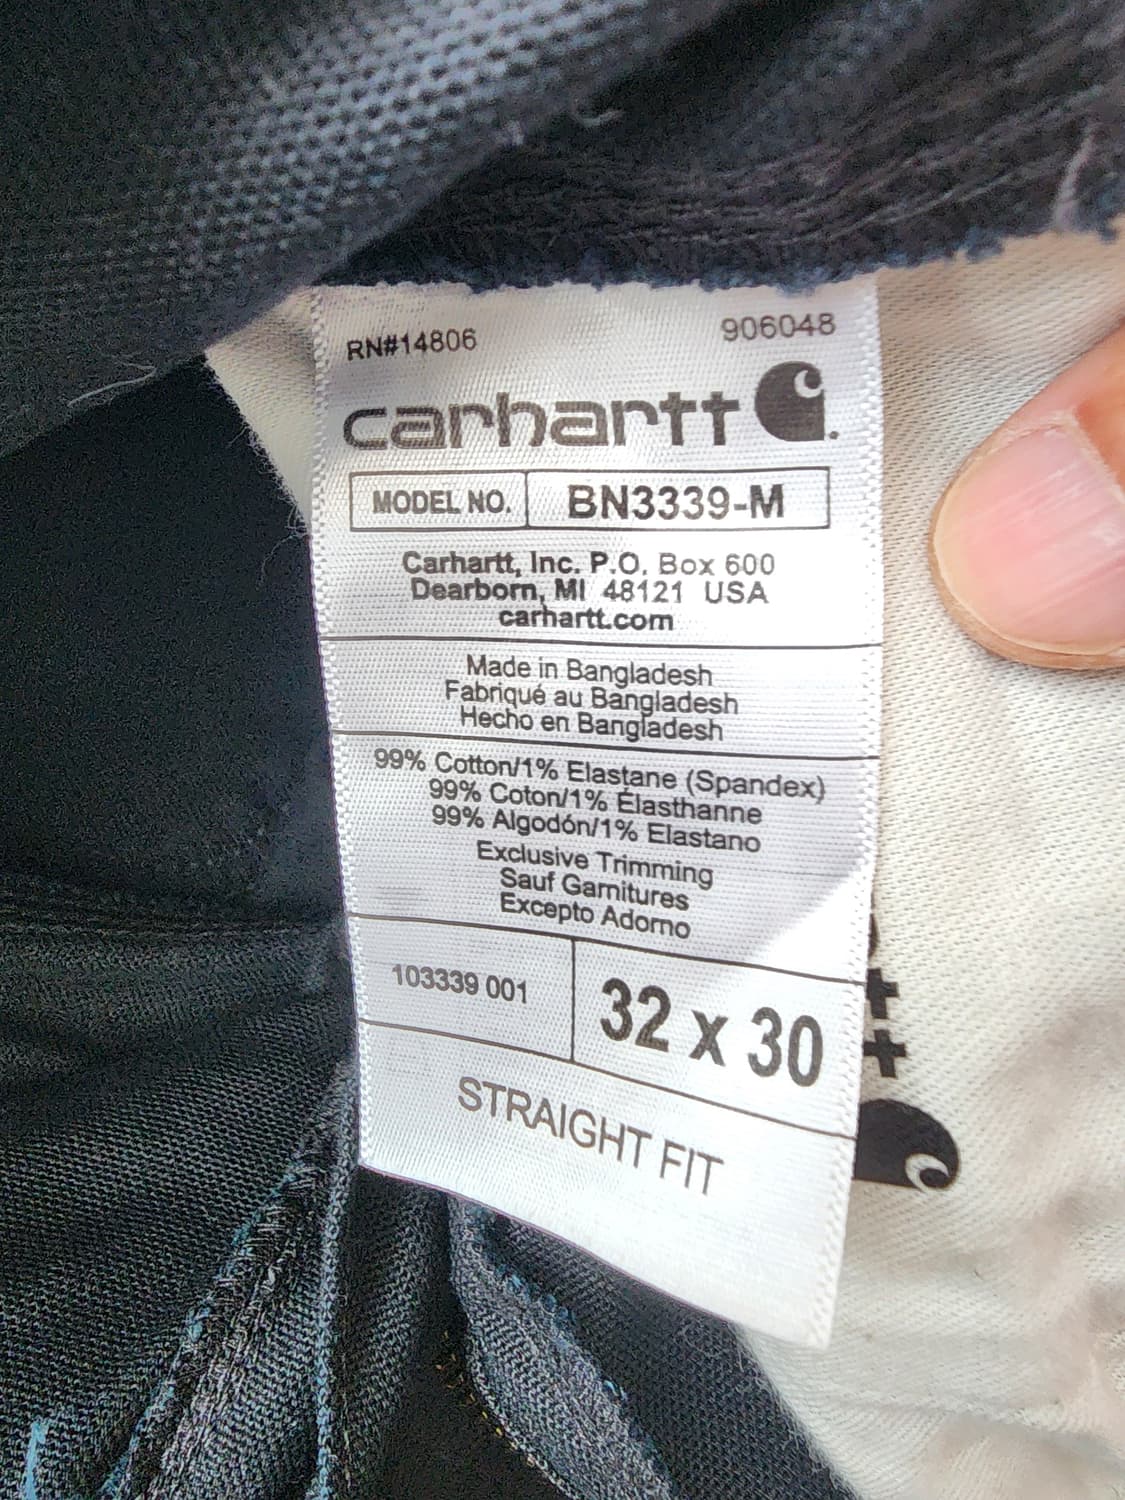 RN#14806 906048
carhartt
MODEL NO. BN3339-M
Carhartt, Inc. P.O. Box 600
Dearborn, MI 48121 USA
carhartt.com
Made in Bangladesh
Fabriqué au Bangladesh
Hecho en Bangladesh
99% Cotton/1% Elastane (Spandex)
99% Coton/1% Élasthanne
99% Algodón/1% Elastano
Exclusive Trimming
Sauf Garnitures
Excepto Adorno
103339 001 32 x 30
STRAIGHT FIT